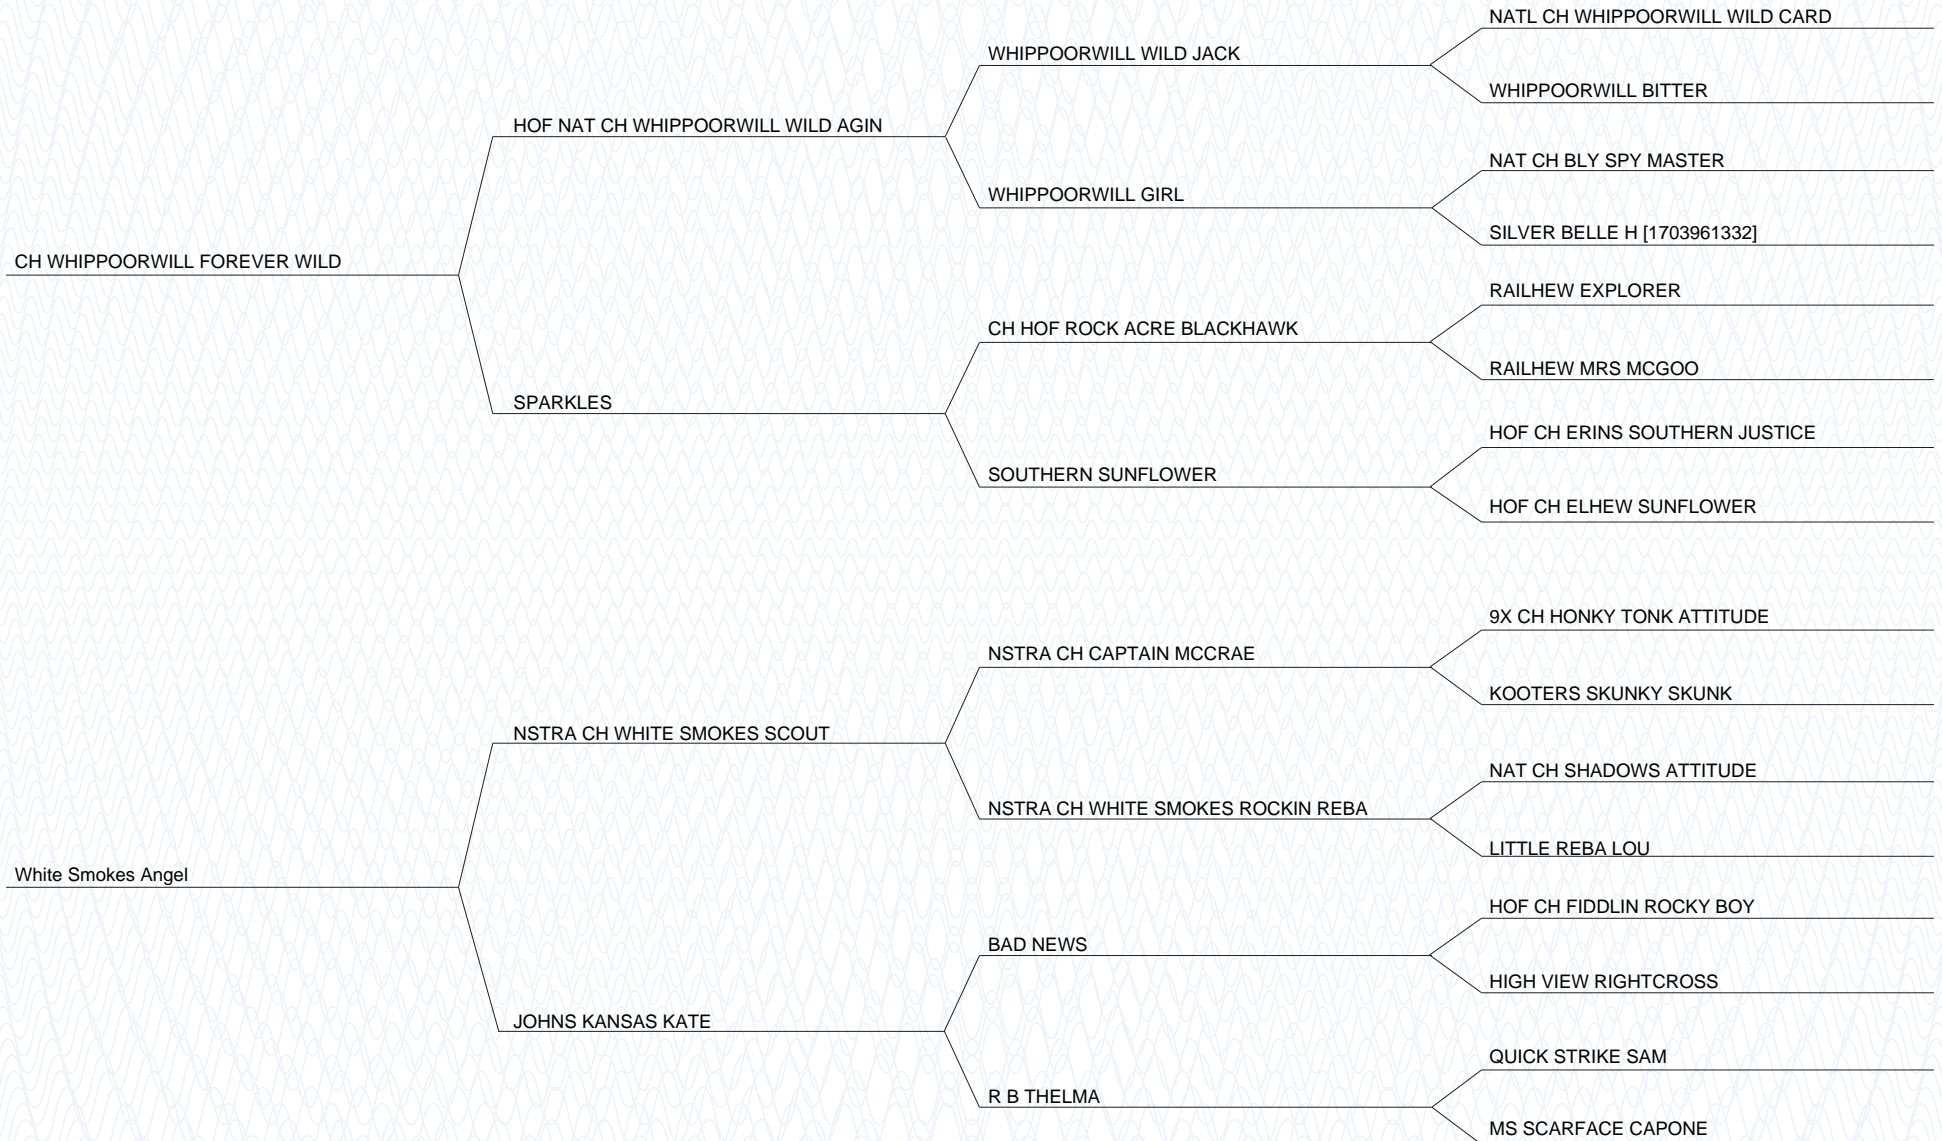 NATL CH WHIPPOORWILL WILD CARD
WHIPPOORWILL WILD JACK
WHIPPOORWILL BITTER
HOF NAT CH WHIPPOORWILL WILD AGIN
NAT CH BLY SPY MASTER
WHIPPOORWILL GIRL
SILVER BELLE H [1703961332]
CH WHIPPOORWILL FOREVER WILD
RAILHEW EXPLORER
CH HOF ROCK ACRE BLACKHAWK
RAILHEW MRS MCGOO
SPARKLES
HOF CH ERINS SOUTHERN JUSTICE
SOUTHERN SUNFLOWER
HOF CH ELHEW SUNFLOWER
9X CH HONKY TONK ATTITUDE
NSTRA CH CAPTAIN MCCRAE
KOOTERS SKUNKY SKUNK
NSTRA CH WHITE SMOKES SCOUT
NAT CH SHADOWS ATTITUDE
NSTRA CH WHITE SMOKES ROCKIN REBA
LITTLE REBA LOU
White Smokes Angel
HOF CH FIDDLIN ROCKY BOY
BAD NEWS
HIGH VIEW RIGHTCROSS
JOHNS KANSAS KATE
QUICK STRIKE SAM
R B THELMA
MS SCARFACE CAPONE